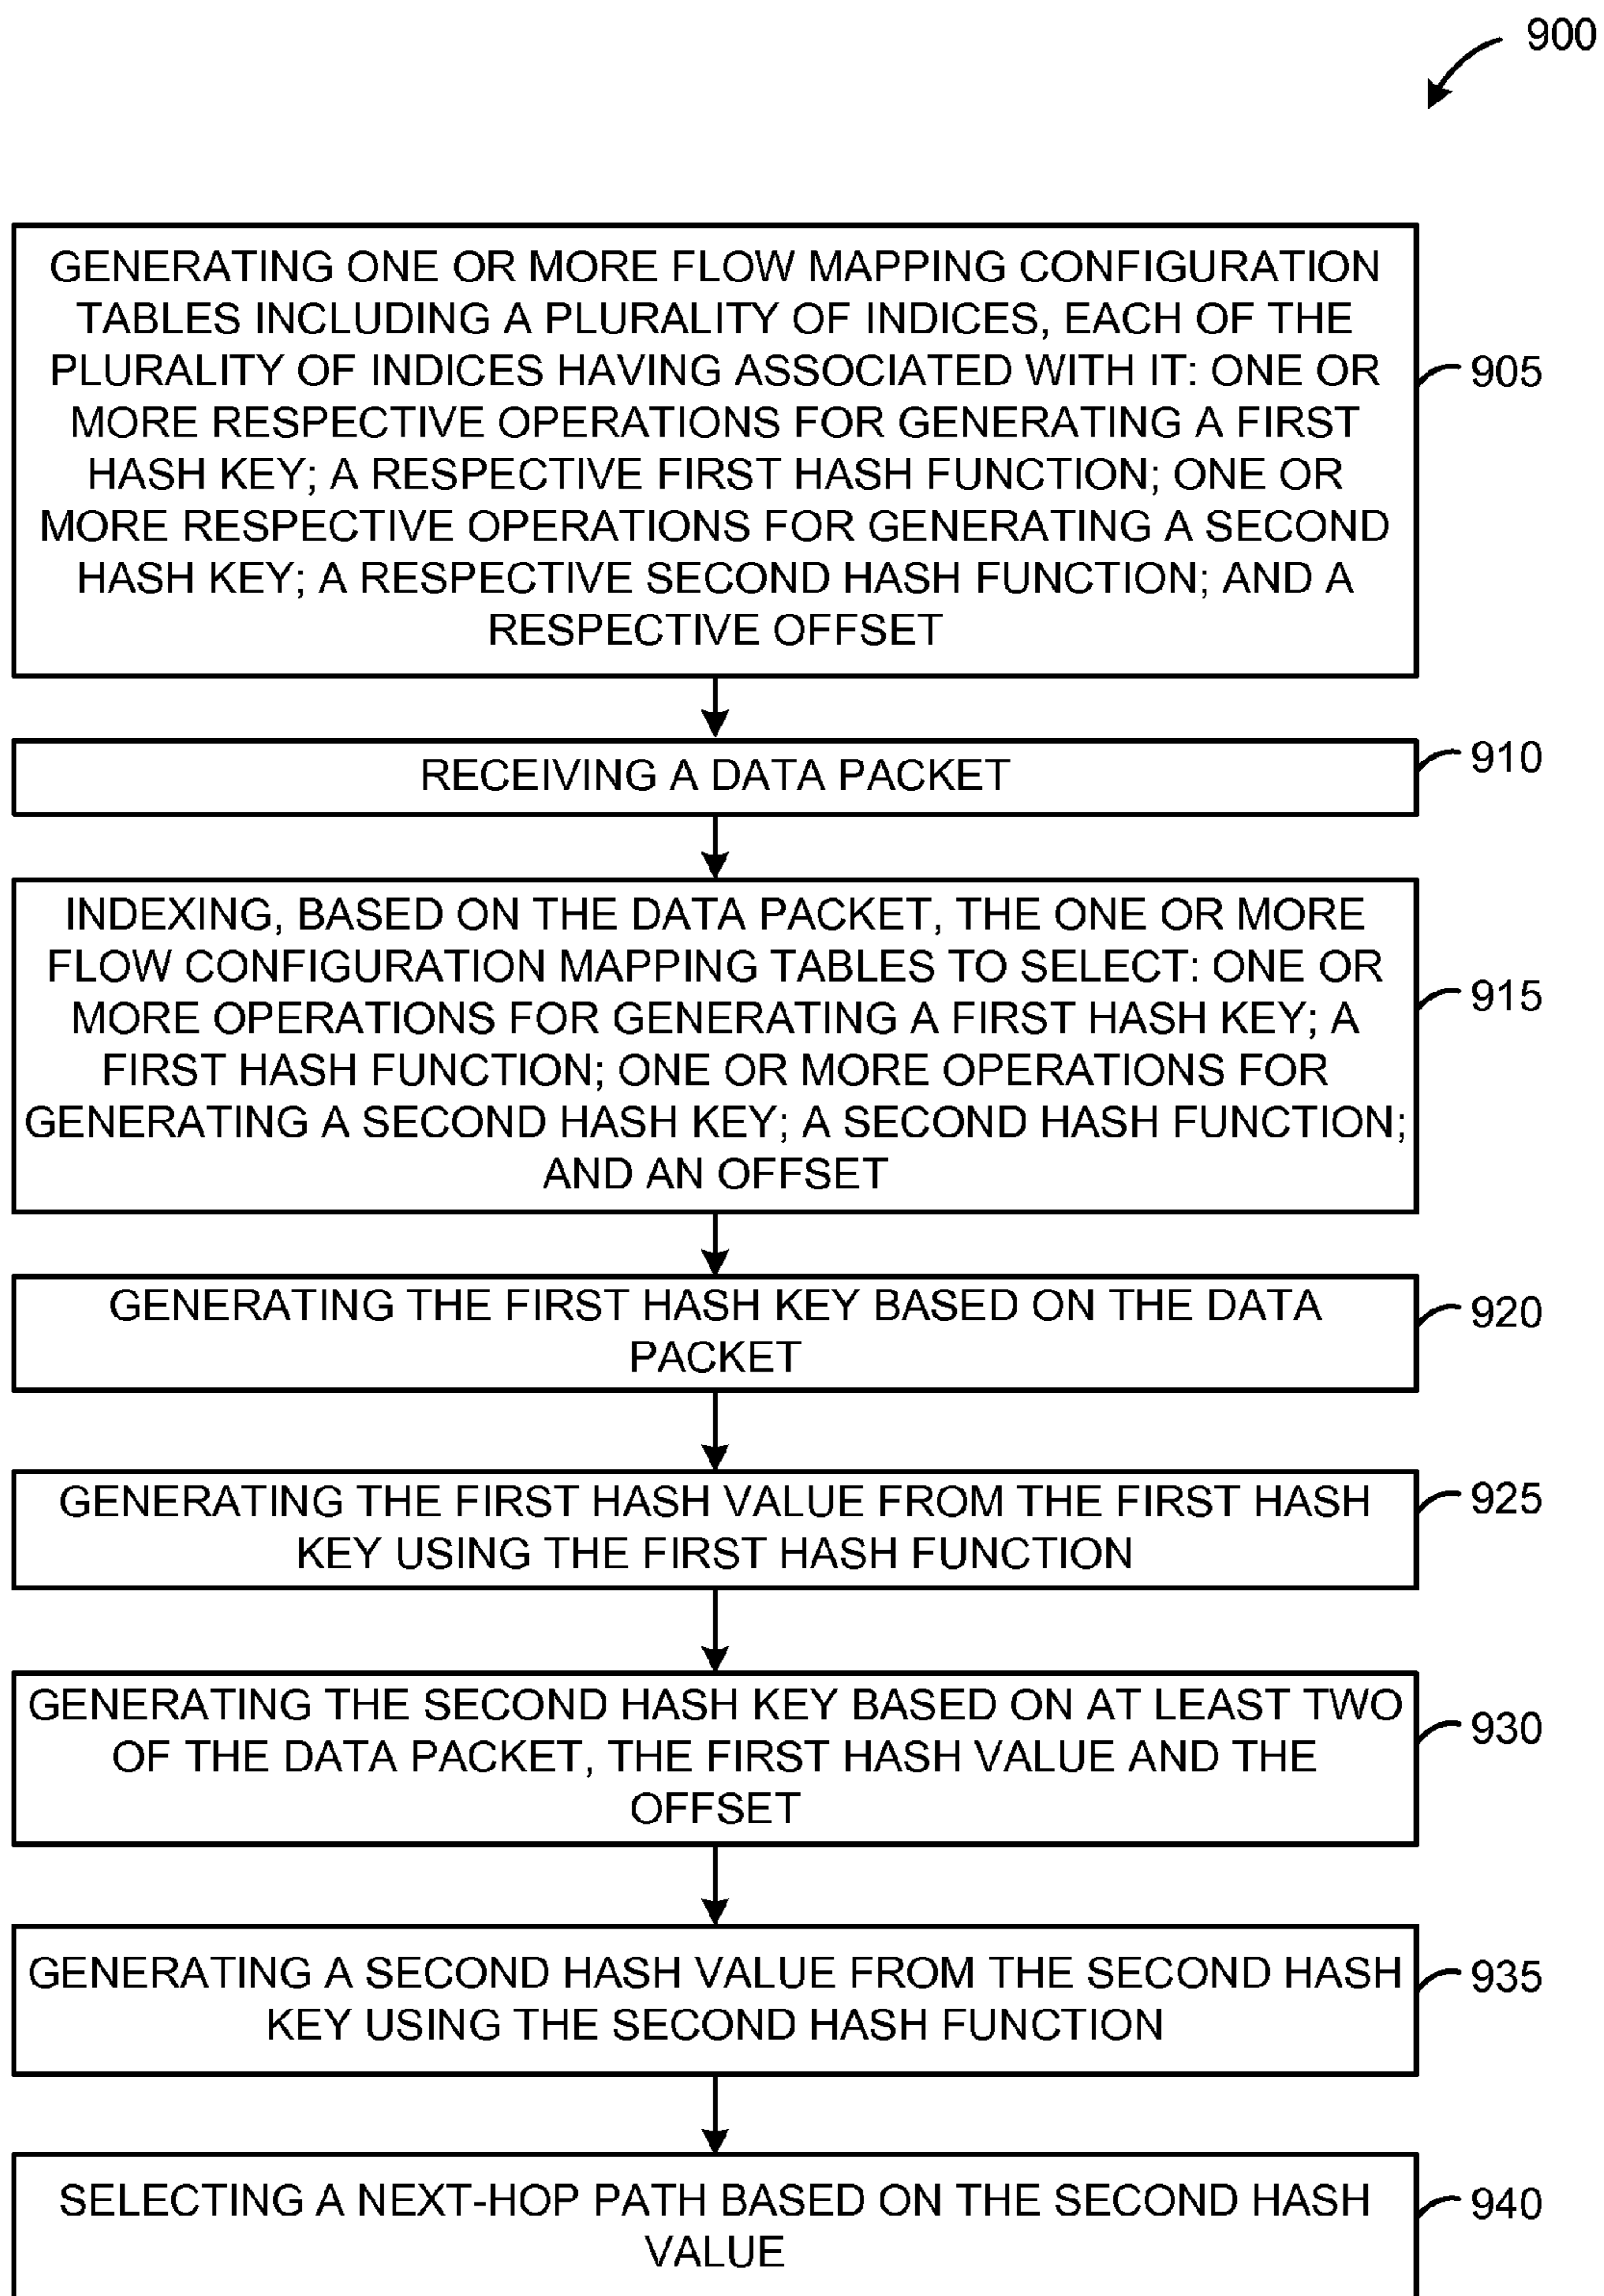 900
GENERATING ONE OR MORE FLOW MAPPING CONFIGURATION
TABLES INCLUDING A PLURALITY OF INDICES, EACH OF THE
PLURALITY OF INDICES HAVING ASSOCIATED WITH IT: ONE OR
MORE RESPECTIVE OPERATIONS FOR GENERATING A FIRST
HASH KEY; A RESPECTIVE FIRST HASH FUNCTION; ONE OR
MORE RESPECTIVE OPERATIONS FOR GENERATING A SECOND
HASH KEY; A RESPECTIVE SECOND HASH FUNCTION; AND A
RESPECTIVE OFFSET
905
RECEIVING A DATA PACKET
910
INDEXING, BASED ON THE DATA PACKET, THE ONE OR MORE
FLOW CONFIGURATION MAPPING TABLES TO SELECT: ONE OR
MORE OPERATIONS FOR GENERATING A FIRST HASH KEY; A
FIRST HASH FUNCTION; ONE OR MORE OPERATIONS FOR
GENERATING A SECOND HASH KEY; A SECOND HASH FUNCTION;
AND AN OFFSET
915
GENERATING THE FIRST HASH KEY BASED ON THE DATA
PACKET
920
GENERATING THE FIRST HASH VALUE FROM THE FIRST HASH
KEY USING THE FIRST HASH FUNCTION
925
GENERATING THE SECOND HASH KEY BASED ON AT LEAST TWO
OF THE DATA PACKET, THE FIRST HASH VALUE AND THE
OFFSET
930
GENERATING A SECOND HASH VALUE FROM THE SECOND HASH
KEY USING THE SECOND HASH FUNCTION
935
SELECTING A NEXT-HOP PATH BASED ON THE SECOND HASH
VALUE
940